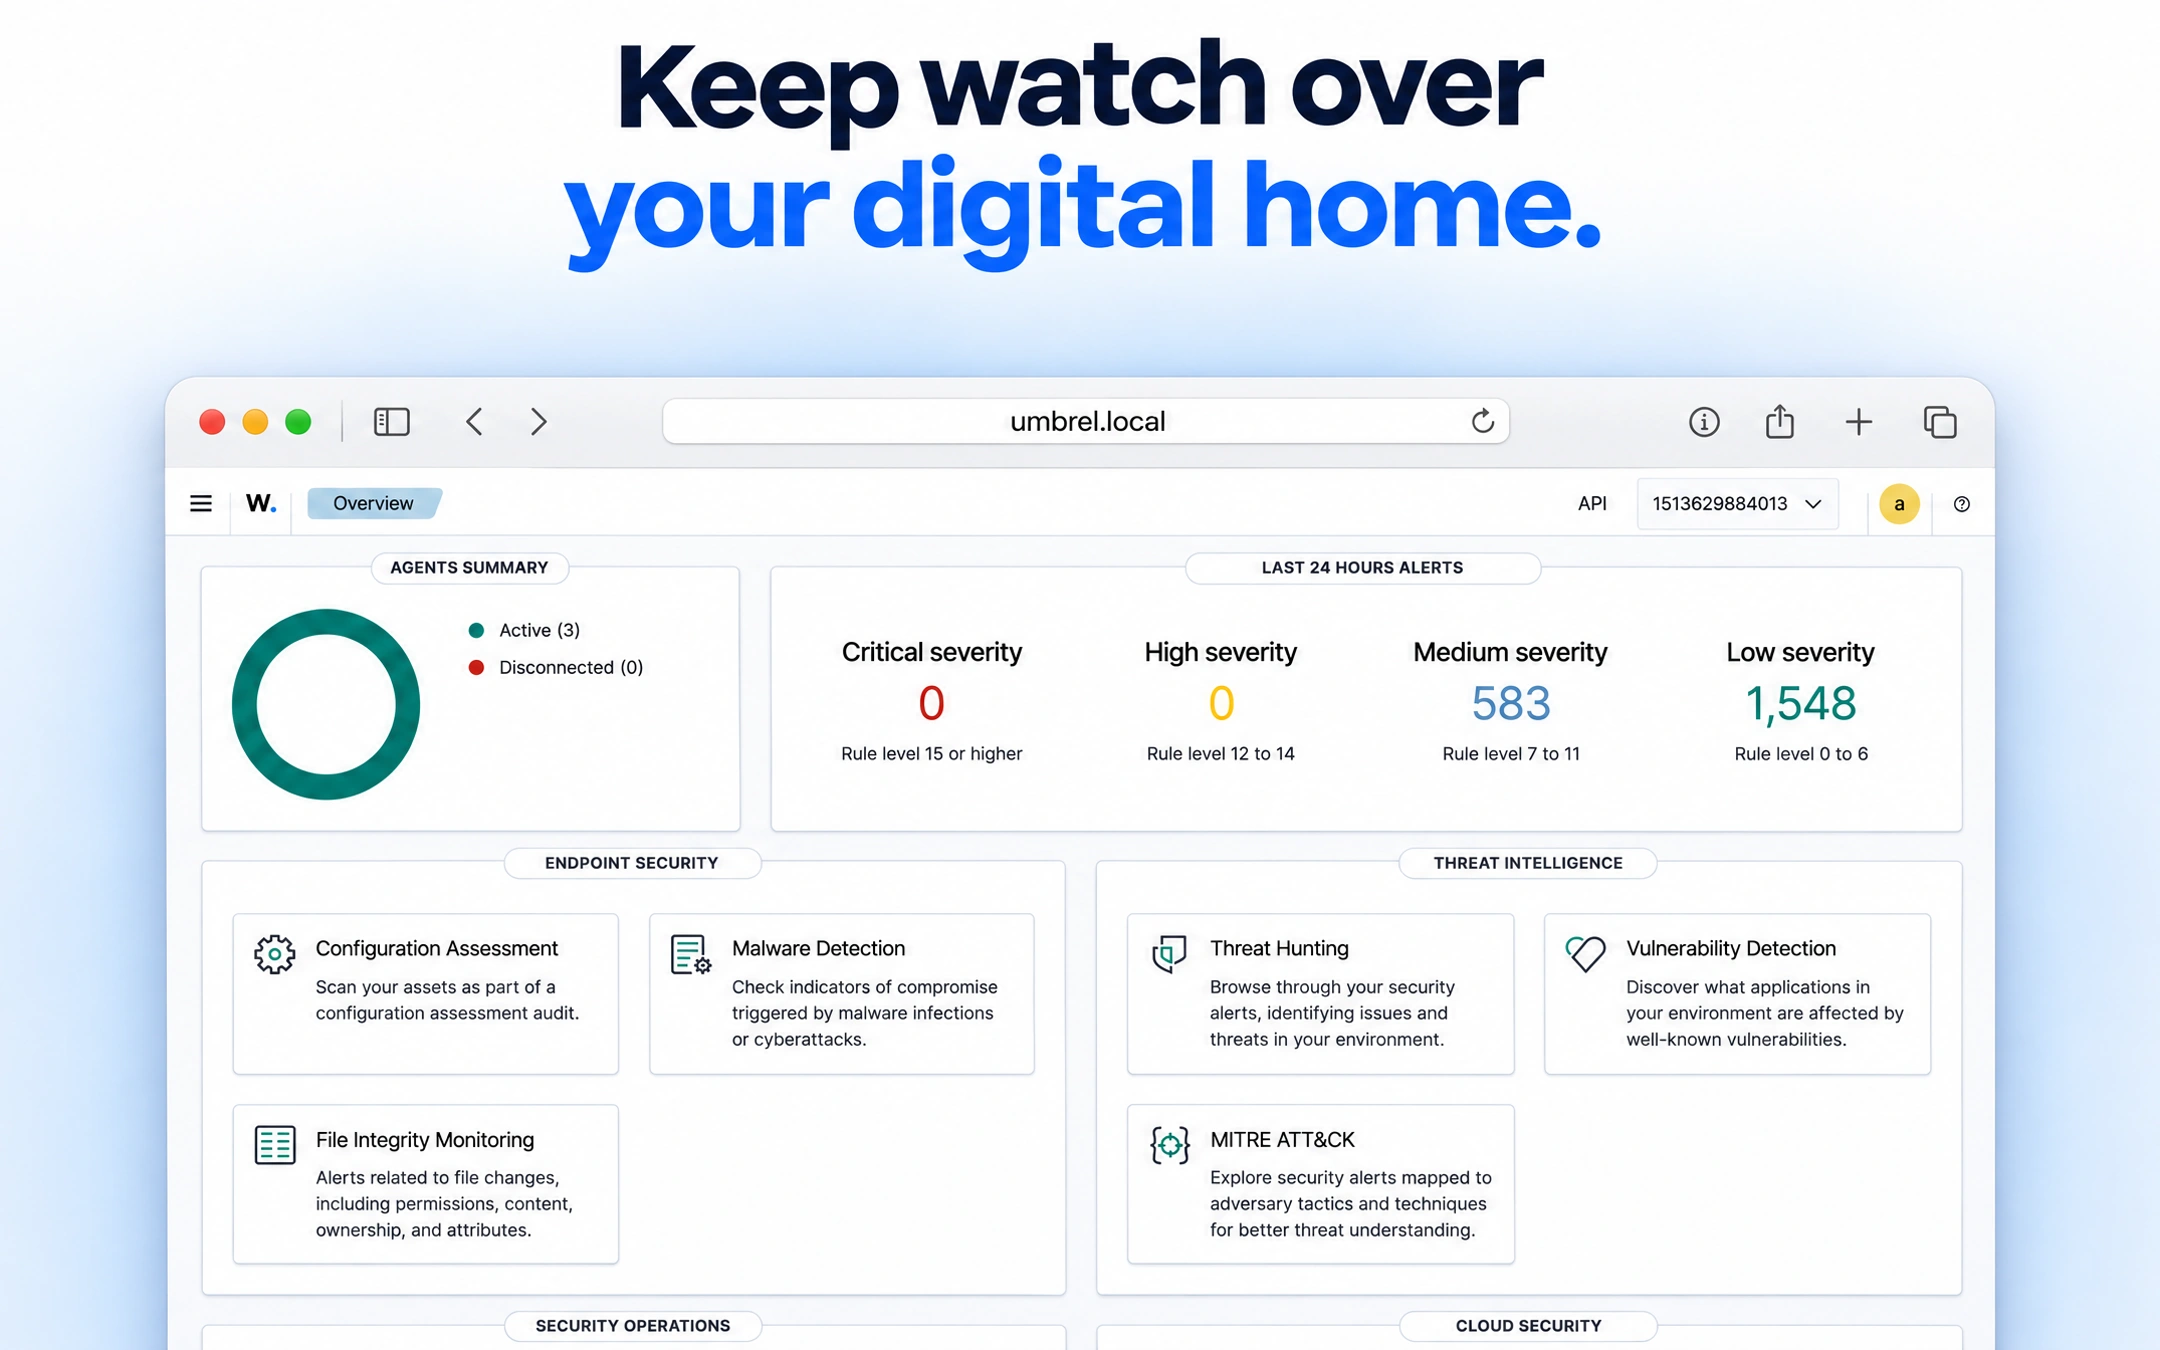 Keep watch over
your digital home.
umbrel.local
W.
Overview
API
1513629884013
a
AGENTS SUMMARY
Active (3)
Disconnected (0)
LAST 24 HOURS ALERTS
Critical severity
0
Rule level 15 or higher
High severity
0
Rule level 12 to 14
Medium severity
583
Rule level 7 to 11
Low severity
1,548
Rule level 0 to 6
ENDPOINT SECURITY
Configuration Assessment
Scan your assets as part of a
configuration assessment audit.
Malware Detection
Check indicators of compromise
triggered by malware infections
or cyberattacks.
File Integrity Monitoring
Alerts related to file changes,
including permissions, content,
ownership, and attributes.
THREAT INTELLIGENCE
Threat Hunting
Browse through your security
alerts, identifying issues and
threats in your environment.
Vulnerability Detection
Discover what applications in
your environment are affected by
well-known vulnerabilities.
MITRE ATT&CK
Explore security alerts mapped to
adversary tactics and techniques
for better threat understanding.
SECURITY OPERATIONS
CLOUD SECURITY